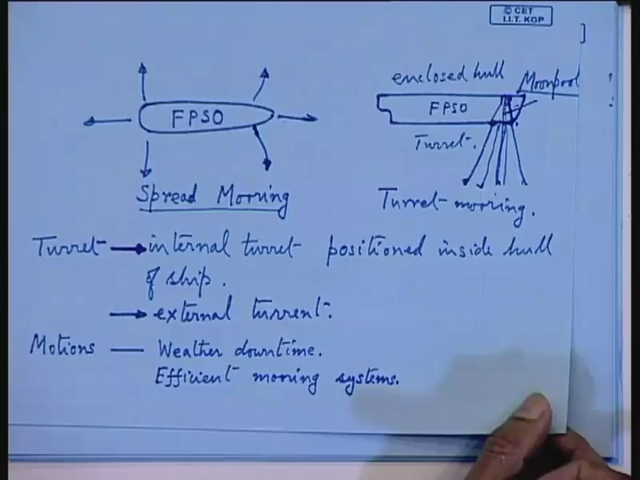 © CET
I.I.T. KGP
FPSO
Spread Mooring
enclosed hull
Moonpool
FPSO
Turret.
Turret mooring.
Turret → internal turret positioned inside hull
of ship.
→ external turrent.
Motions — Weather downtime.
Efficient mooring systems.